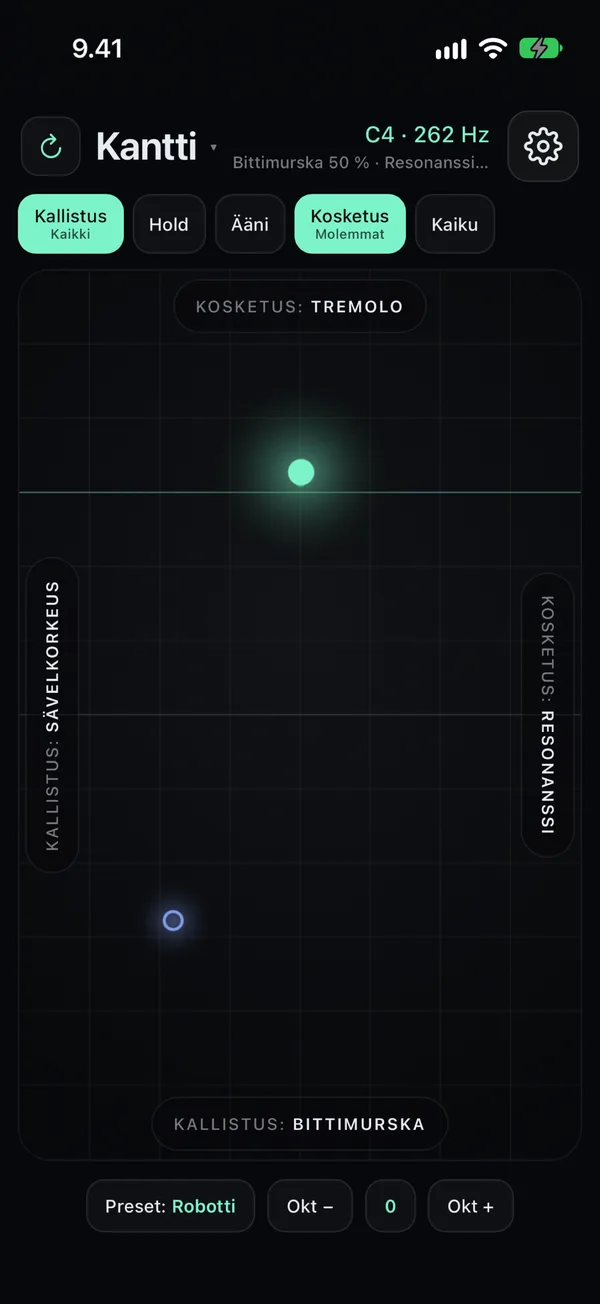 9.41
Kantti ▾
C4 · 262 Hz
Bittimurska 50 % · Resonanssi…
Kallistus
Kaikki
Hold
Ääni
Kosketus
Molemmat
Kaiku
KOSKETUS: TREMOLO
KALLISTUS: SÄVELKORKEUS
KOSKETUS: RESONANSSI
KALLISTUS: BITTIMURSKA
Preset: Robotti
Okt −
0
Okt +